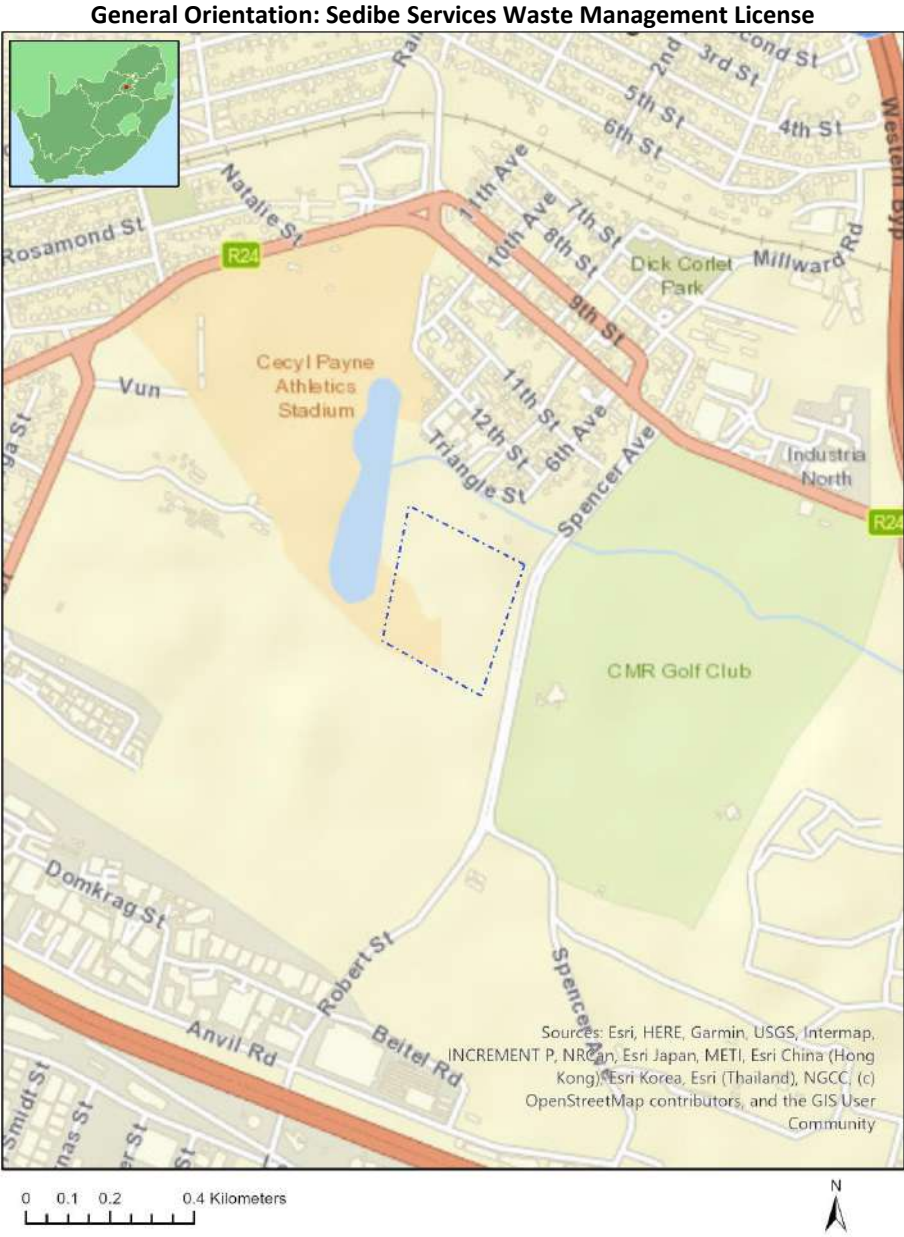 General Orientation: Sedibe Services Waste Management License
2nd
3rd St
5th St
6th St
4th St
Western Byp
Natalie St
Rosamond St
R24
11th Ave
10th Ave
7th St
8th St
9th St
Dick Corlet
Park
Millward Rd
Cecyl Payne
Athletics
Stadium
Vun
11th St
12th St
6th Ave
Triangle St
Spencer Ave
Industria
North
R24
CMR Golf Club
Domkrag St
Robert St
Anvil Rd
Beitel Rd
Sources: Esri, HERE, Garmin, USGS, Intermap,
INCREMENT P, NRCan, Esri Japan, METI, Esri China (Hong
Kong), Esri Korea, Esri (Thailand), NGCC, (c)
OpenStreetMap contributors, and the GIS User
Community
Smidt St
St
0 0.1 0.2 0.4 Kilometers
N